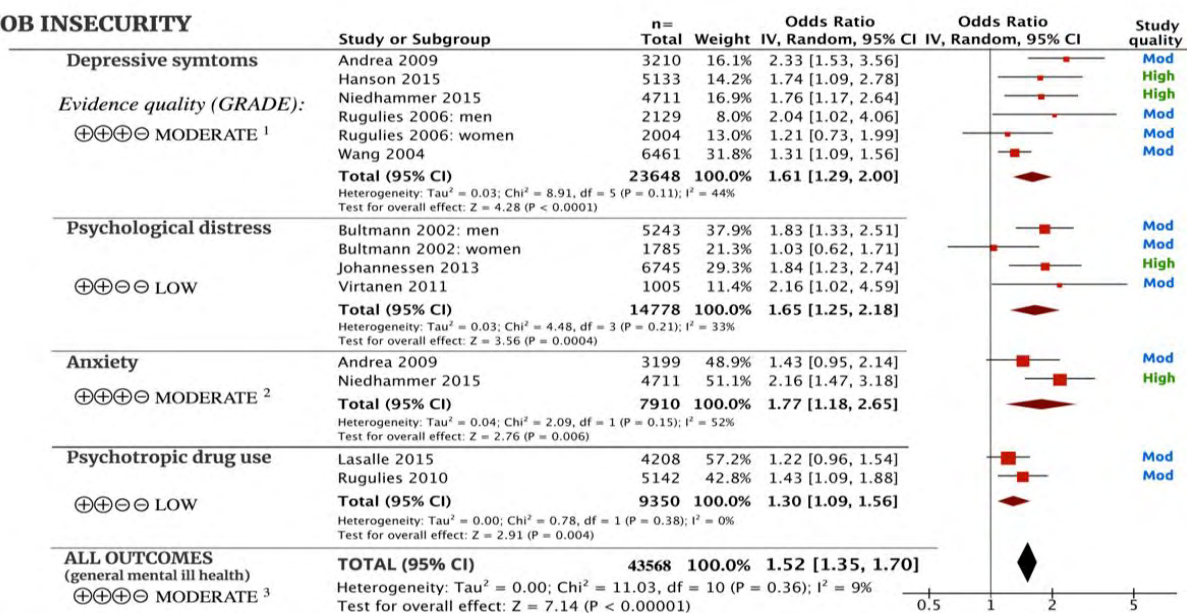 OB INSECURITY
n= Odds Ratio Odds Ratio Study
Study or Subgroup Total Weight IV, Random, 95% CI IV, Random, 95% CI quality
Depressive symtoms Andrea 2009 3210 16.1% 2.33 [1.53, 3.56] Mod
Hanson 2015 5133 14.2% 1.74 [1.09, 2.78] High
Evidence quality (GRADE): Niedhammer 2015 4711 16.9% 1.76 [1.17, 2.64] High
Rugulies 2006: men 2129 8.0% 2.04 [1.02, 4.06] Mod
⊕⊕⊕⊖ MODERATE ¹ Rugulies 2006: women 2004 13.0% 1.21 [0.73, 1.99] Mod
Wang 2004 6461 31.8% 1.31 [1.09, 1.56] Mod
Total (95% CI) 23648 100.0% 1.61 [1.29, 2.00]
Heterogeneity: Tau² = 0.03; Chi² = 8.91, df = 5 (P = 0.11); I² = 44%
Test for overall effect: Z = 4.28 (P < 0.0001)
Psychological distress Bultmann 2002: men 5243 37.9% 1.83 [1.33, 2.51] Mod
Bultmann 2002: women 1785 21.3% 1.03 [0.62, 1.71] Mod
Johannessen 2013 6745 29.3% 1.84 [1.23, 2.74] High
⊕⊕⊖⊖ LOW Virtanen 2011 1005 11.4% 2.16 [1.02, 4.59] Mod
Total (95% CI) 14778 100.0% 1.65 [1.25, 2.18]
Heterogeneity: Tau² = 0.03; Chi² = 4.48, df = 3 (P = 0.21); I² = 33%
Test for overall effect: Z = 3.56 (P = 0.0004)
Anxiety Andrea 2009 3199 48.9% 1.43 [0.95, 2.14] Mod
Niedhammer 2015 4711 51.1% 2.16 [1.47, 3.18] High
⊕⊕⊕⊖ MODERATE ² Total (95% CI) 7910 100.0% 1.77 [1.18, 2.65]
Heterogeneity: Tau² = 0.04; Chi² = 2.09, df = 1 (P = 0.15); I² = 52%
Test for overall effect: Z = 2.76 (P = 0.006)
Psychotropic drug use Lasalle 2015 4208 57.2% 1.22 [0.96, 1.54] Mod
Rugulies 2010 5142 42.8% 1.43 [1.09, 1.88] Mod
⊕⊕⊖⊖ LOW Total (95% CI) 9350 100.0% 1.30 [1.09, 1.56]
Heterogeneity: Tau² = 0.00; Chi² = 0.78, df = 1 (P = 0.38); I² = 0%
Test for overall effect: Z = 2.91 (P = 0.004)
ALL OUTCOMES TOTAL (95% CI) 43568 100.0% 1.52 [1.35, 1.70]
(general mental ill health)
Heterogeneity: Tau² = 0.00; Chi² = 11.03, df = 10 (P = 0.36); I² = 9%
⊕⊕⊕⊖ MODERATE ³ Test for overall effect: Z = 7.14 (P < 0.00001)
0.5 1 2 5